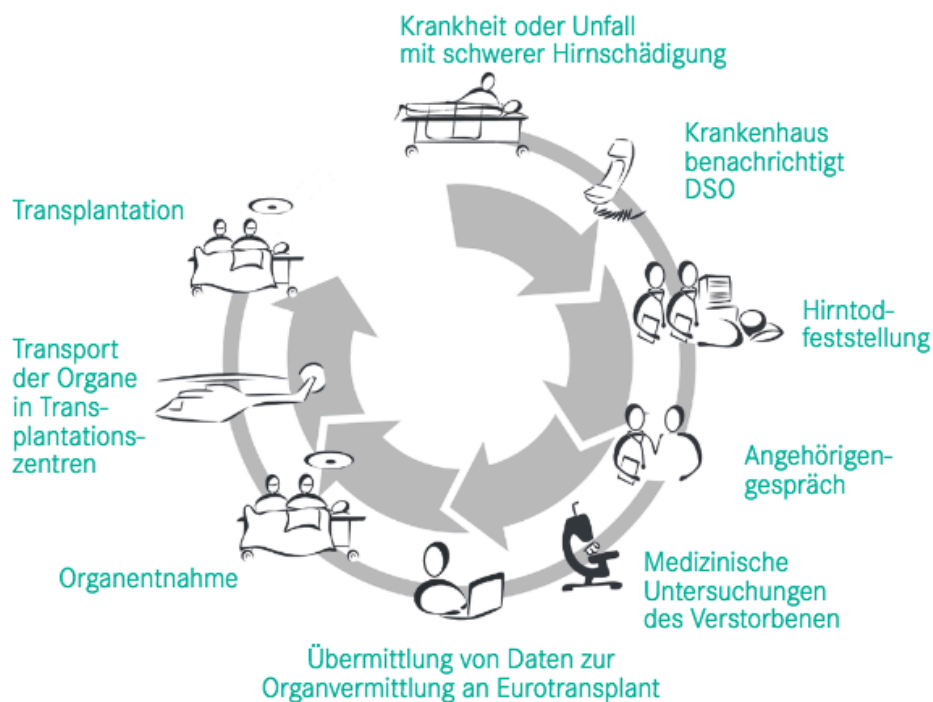 Krankheit oder Unfall
mit schwerer Hirnschädigung
Krankenhaus
benachrichtigt
DSO
Hirntod-
feststellung
Angehörigen-
gespräch
Medizinische
Untersuchungen
des Verstorbenen
Übermittlung von Daten zur
Organvermittlung an Eurotransplant
Organentnahme
Transport
der Organe
in Trans-
plantations-
zentren
Transplantation